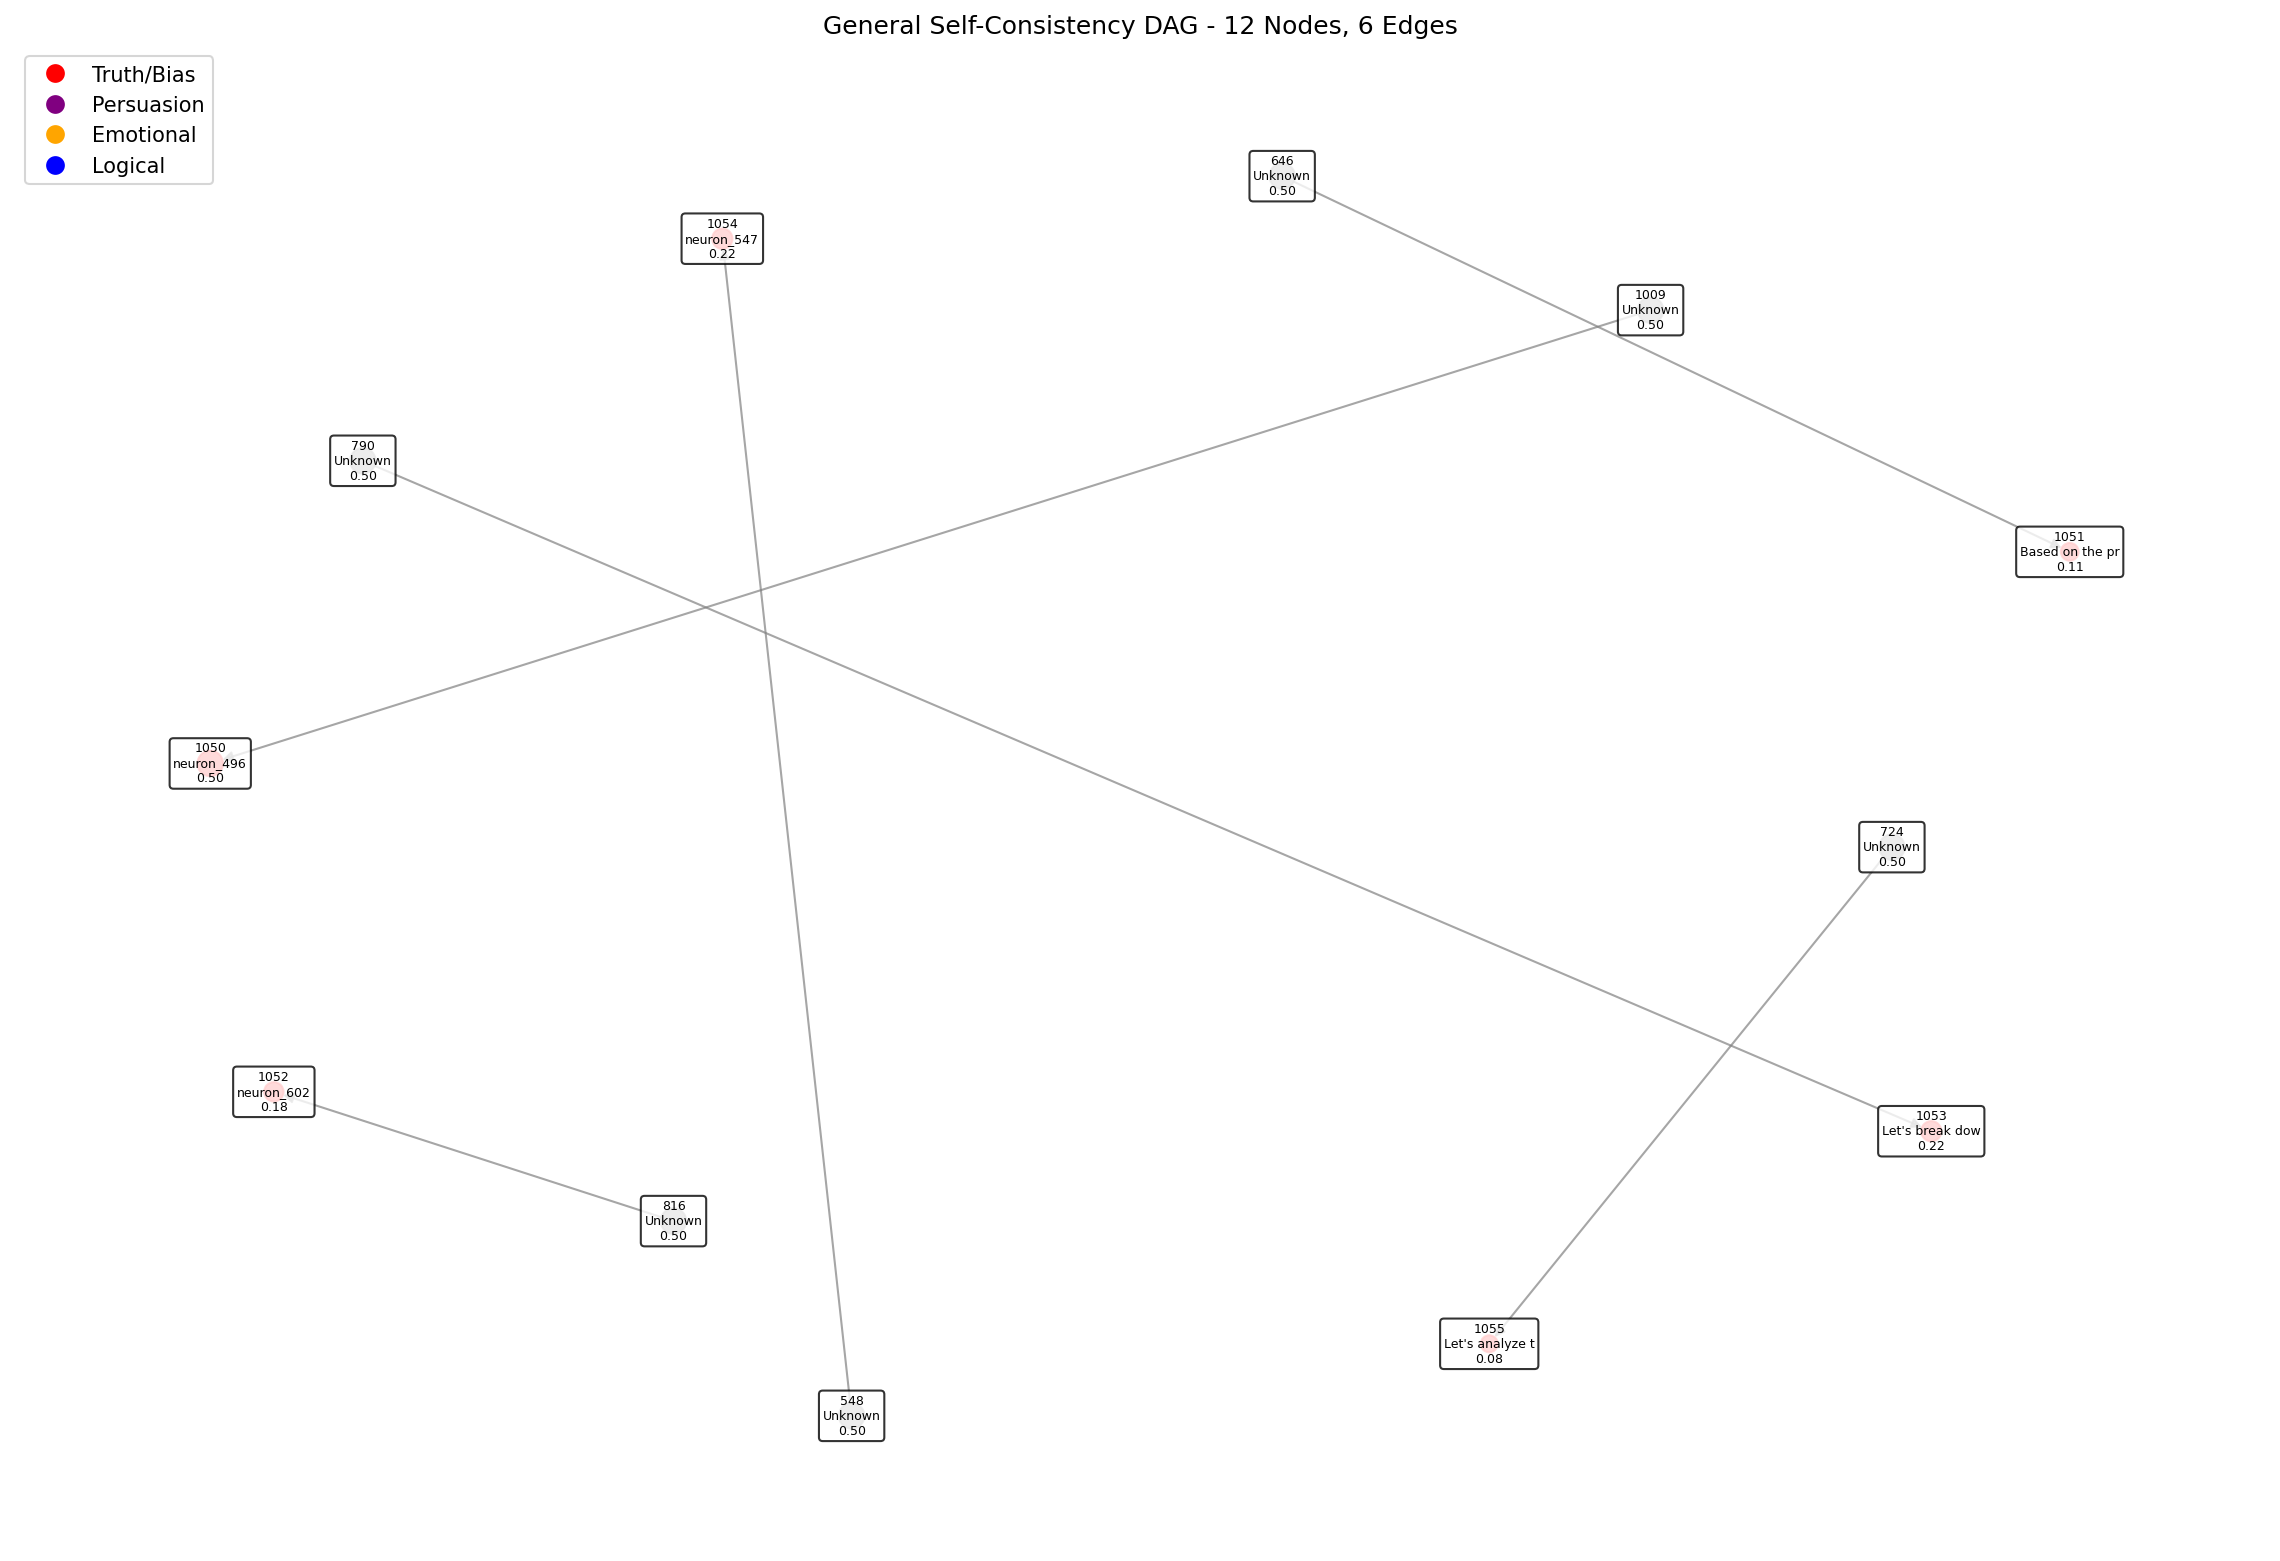 General Self-Consistency DAG - 12 Nodes, 6 Edges
Truth/Bias
Persuasion
Emotional
Logical
646
Unknown
0.50
1054
neuron_547
0.22
1009
Unknown
0.50
790
Unknown
0.50
1051
Based on the pr
0.11
1050
neuron_496
0.50
724
Unknown
0.50
1052
neuron_602
0.18
1053
Let's break dow
0.22
816
Unknown
0.50
1055
Let's analyze t
0.08
548
Unknown
0.50